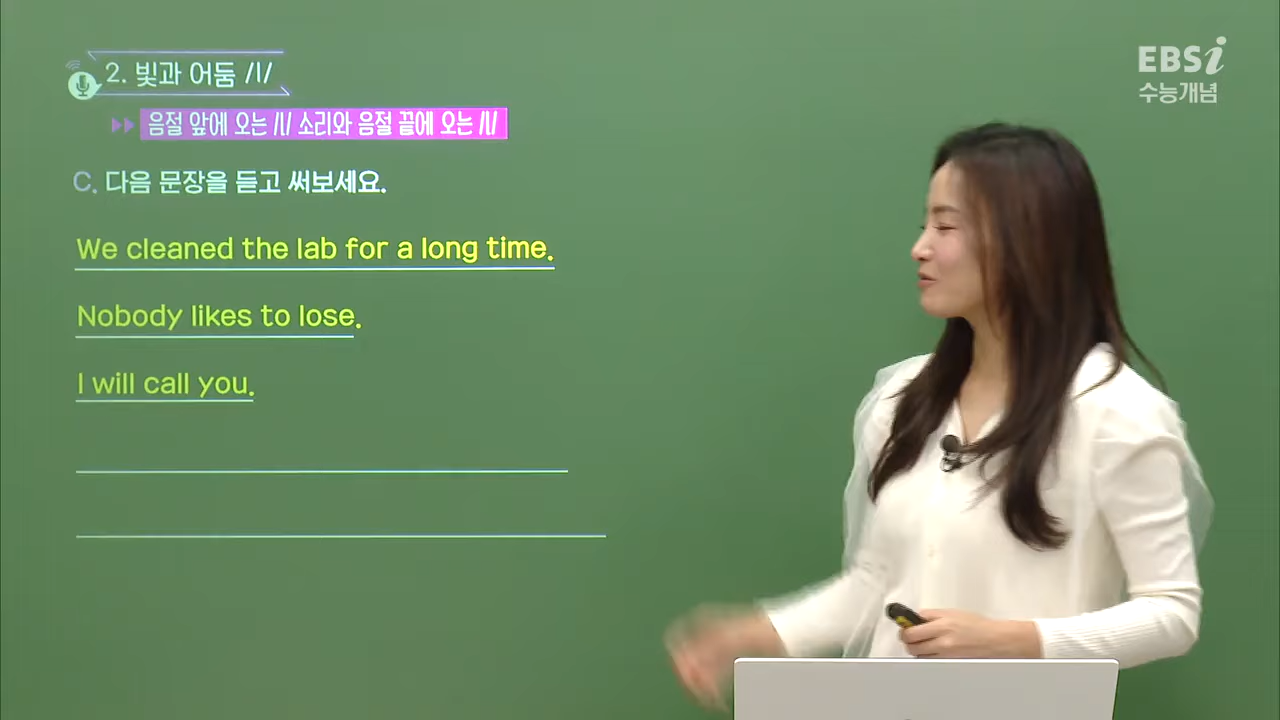 2. 빛과 어둠 /l/
음절 앞에 오는 /l/ 소리와 음절 끝에 오는 /l/
C. 다음 문장을 듣고 써보세요.
We cleaned the lab for a long time.
Nobody likes to lose.
I will call you.
EBSi
수능개념